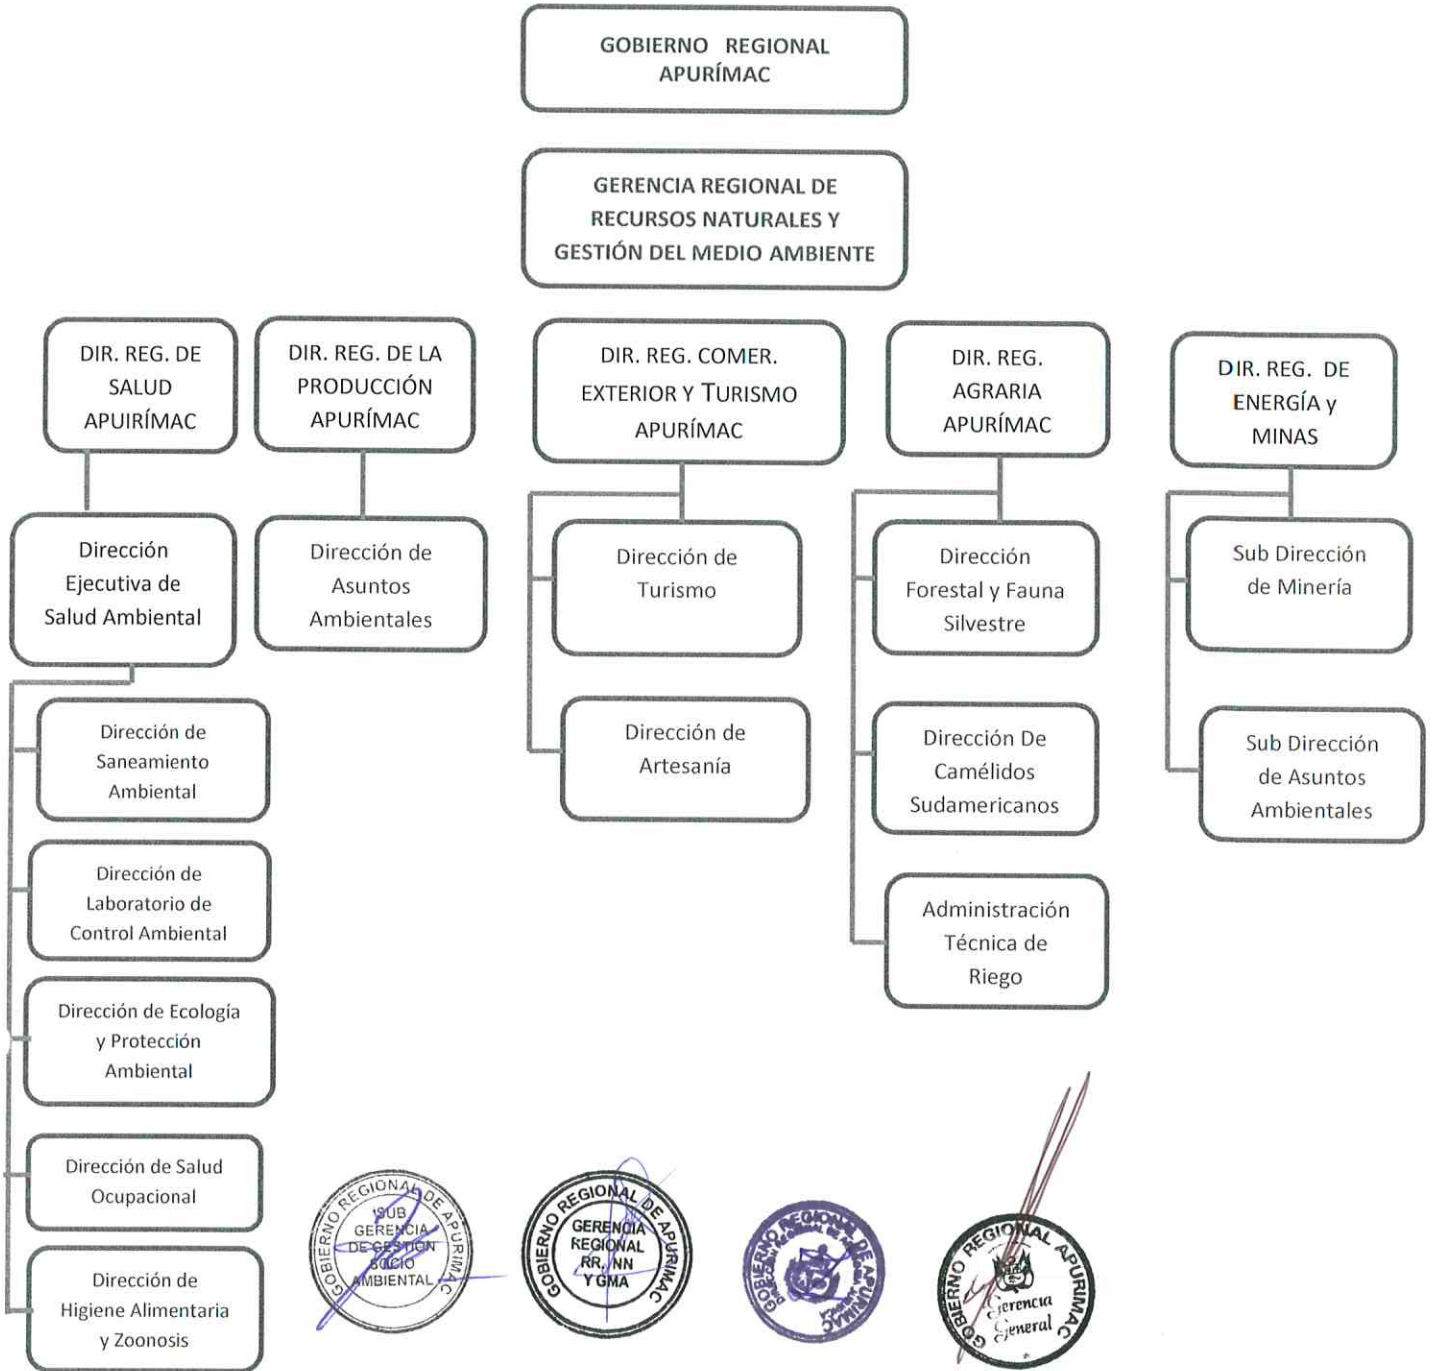 GOBIERNO REGIONAL
APURÍMAC
GERENCIA REGIONAL DE
RECURSOS NATURALES Y
GESTIÓN DEL MEDIO AMBIENTE
DIR. REG. DE
SALUD
APUIRÍMAC
DIR. REG. DE LA
PRODUCCIÓN
APURÍMAC
DIR. REG. COMER.
EXTERIOR Y TURISMO
APURÍMAC
DIR. REG.
AGRARIA
APURÍMAC
DIR. REG. DE
ENERGÍA y
MINAS
Dirección
Ejecutiva de
Salud Ambiental
Dirección de
Asuntos
Ambientales
Dirección de
Turismo
Dirección
Forestal y Fauna
Silvestre
Sub Dirección
de Minería
Dirección de
Saneamiento
Ambiental
Dirección de
Artesanía
Dirección De
Camélidos
Sudamericanos
Sub Dirección
de Asuntos
Ambientales
Dirección de
Laboratorio de
Control Ambiental
Administración
Técnica de
Riego
Dirección de Ecología
y Protección
Ambiental
Dirección de Salud
Ocupacional
Dirección de
Higiene Alimentaria
y Zoonosis
GOBIERNO REGIONAL DE APURIMAC
SUB
GERENCIA
DE GESTIÓN
SOCIO
AMBIENTAL
GOBIERNO REGIONAL DE APURIMAC
GERENCIA
REGIONAL
RR. NN
Y GMA
GOBIERNO REGIONAL DE APURIMAC
GOBIERNO REGIONAL APURIMAC
Gerencia
General